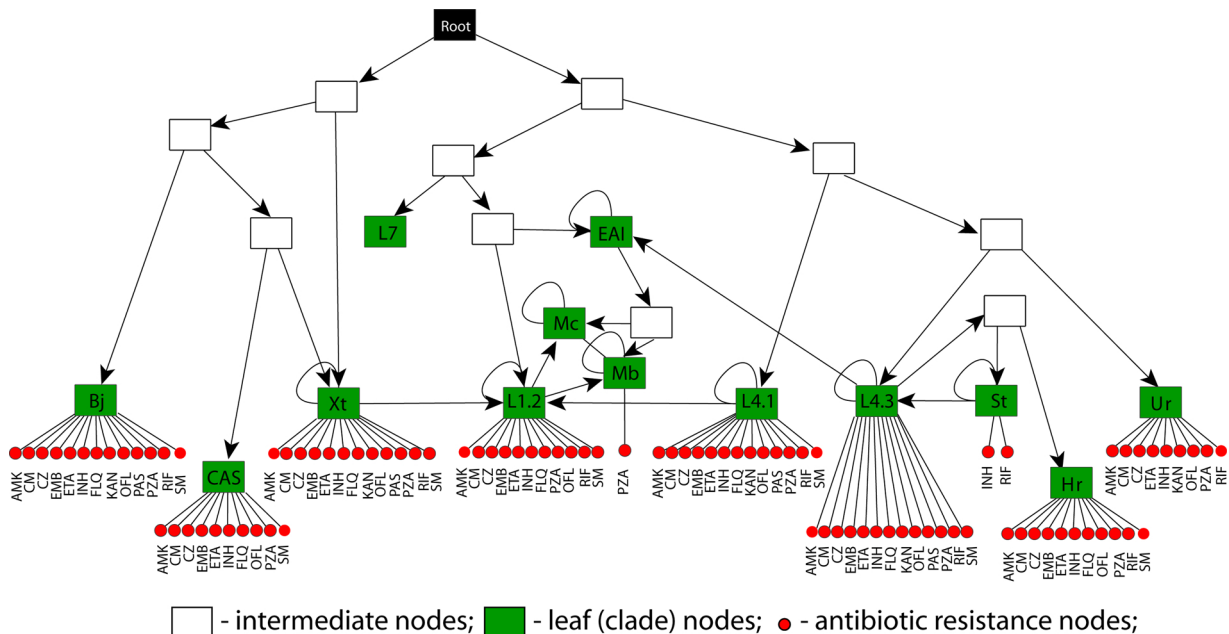 Root
L7
EAI
Mc
Mb
Bj
Xt
L1.2
L4.1
L4.3
St
Ur
CAS
Hr
AMK CM CZ EMB ETA INH FLQ KAN OFL PAS PZA RIF SM
AMK CM CZ EMB ETA INH FLQ KAN OFL PAS PZA RIF SM
AMK CM CZ EMB ETA INH FLQ PZA OFL RIF SM
PZA
AMK CM CZ EMB ETA INH FLQ KAN OFL PAS PZA RIF SM
INH RIF
AMK CM CZ ETA INH KAN OFL PZA RIF
AMK CM CZ EMB ETA INH FLQ OFL PZA SM
AMK CM CZ EMB ETA INH FLQ KAN OFL PAS PZA RIF SM
AMK CM CZ EMB ETA INH FLQ OFL PZA RIF SM
- intermediate nodes; - leaf (clade) nodes; - antibiotic resistance nodes;